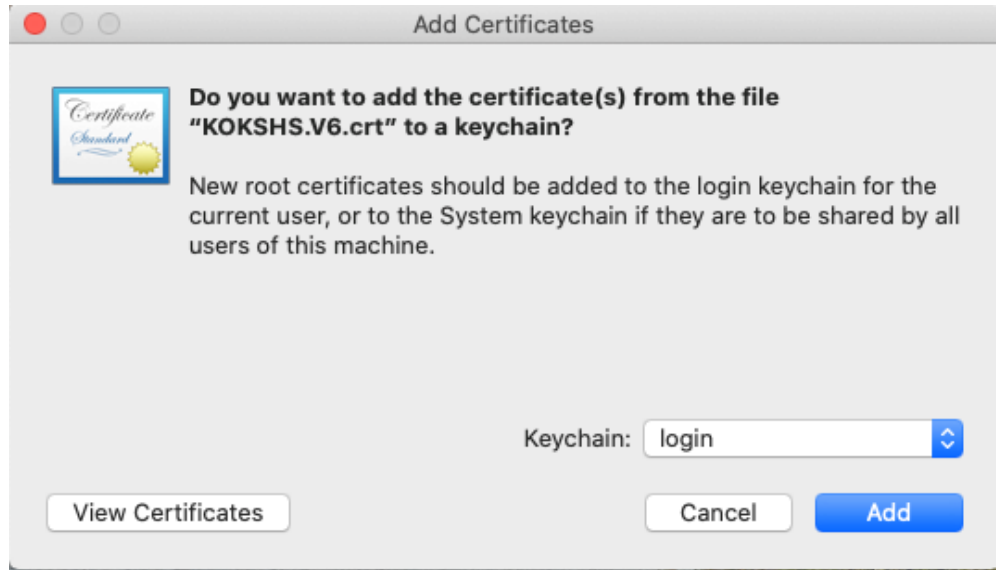 Add Certificates
Certificate
Standard
Do you want to add the certificate(s) from the file
“KOKSHS.V6.crt” to a keychain?
New root certificates should be added to the login keychain for the
current user, or to the System keychain if they are to be shared by all
users of this machine.
Keychain:
login
View Certificates
Cancel
Add